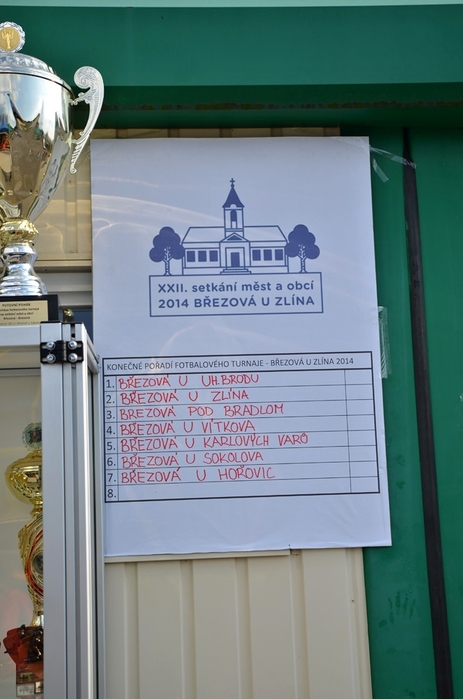 XXII. setkání měst a obcí
2014 BŘEZOVÁ U ZLÍNA
KONEČNÉ POŘADÍ FOTBALOVÉHO TURNAJE - BŘEZOVÁ U ZLÍNA 2014
1. BŘEZOVÁ U UH.BRODU
2. BŘEZOVÁ U ZLÍNA
3. BŘEZOVÁ POD BRADLOM
4. BŘEZOVÁ U VÍTKOVA
5. BŘEZOVÁ U KARLOVÝCH VARŮ
6. BŘEZOVÁ U SOKOLOVA
7. BŘEZOVÁ U HOŘOVIC
8.